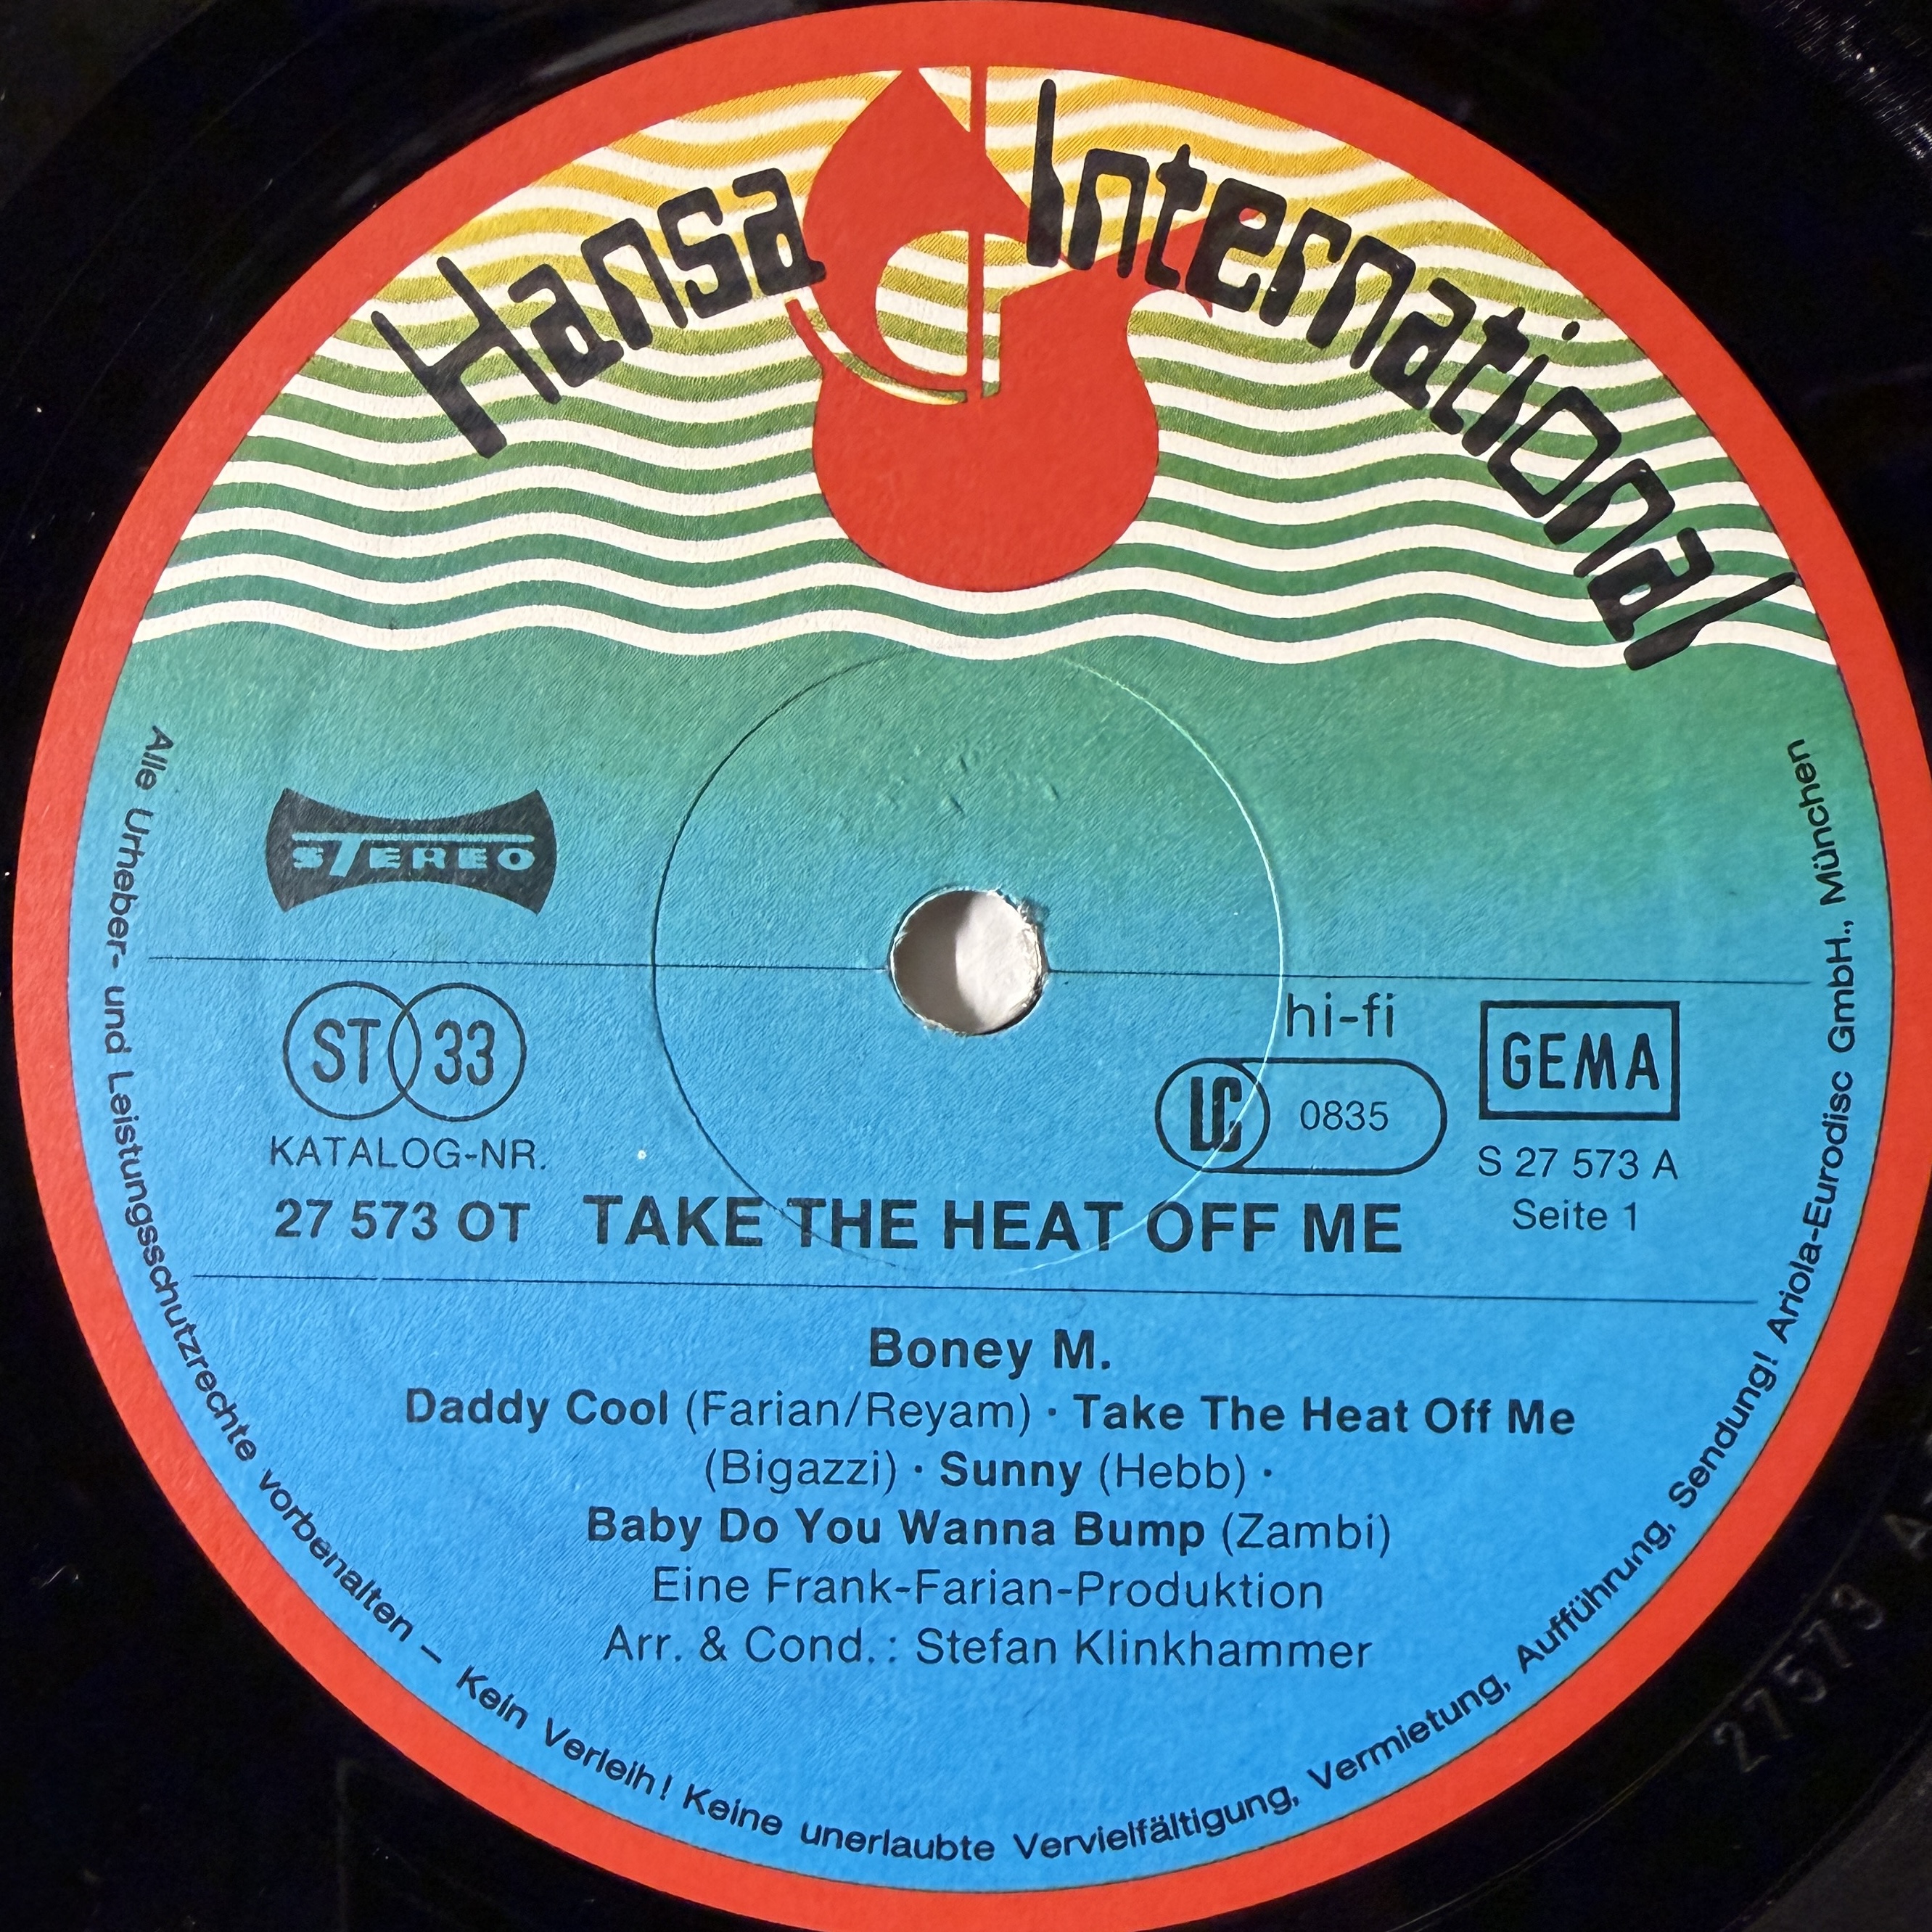 Hansa International
STEREO
ST 33
hi-fi
LC 0835
GEMA
KATALOG-NR.
S 27 573 A
27 573 OT
TAKE THE HEAT OFF ME
Seite 1
Boney M.
Daddy Cool (Farian/Reyam) · Take The Heat Off Me
(Bigazzi) · Sunny (Hebb) ·
Baby Do You Wanna Bump (Zambi)
Eine Frank-Farian-Produktion
Arr. & Cond.: Stefan Klinkhammer
Alle Urheber- und Leistungsschutzrechte vorbehalten – Kein Verleih! Keine unerlaubte Vervielfältigung, Vermietung, Aufführung, Sendung! Ariola-Eurodisc GmbH., München
27573 A